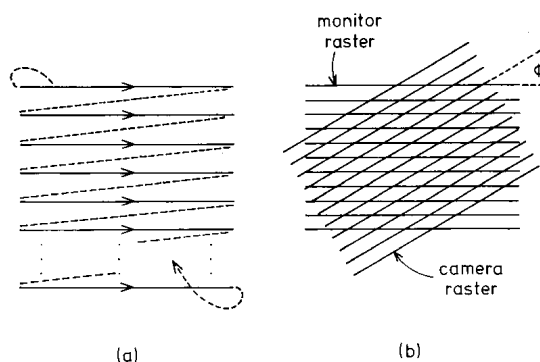 monitor
raster
ϕ
camera
raster
(a)
(b)